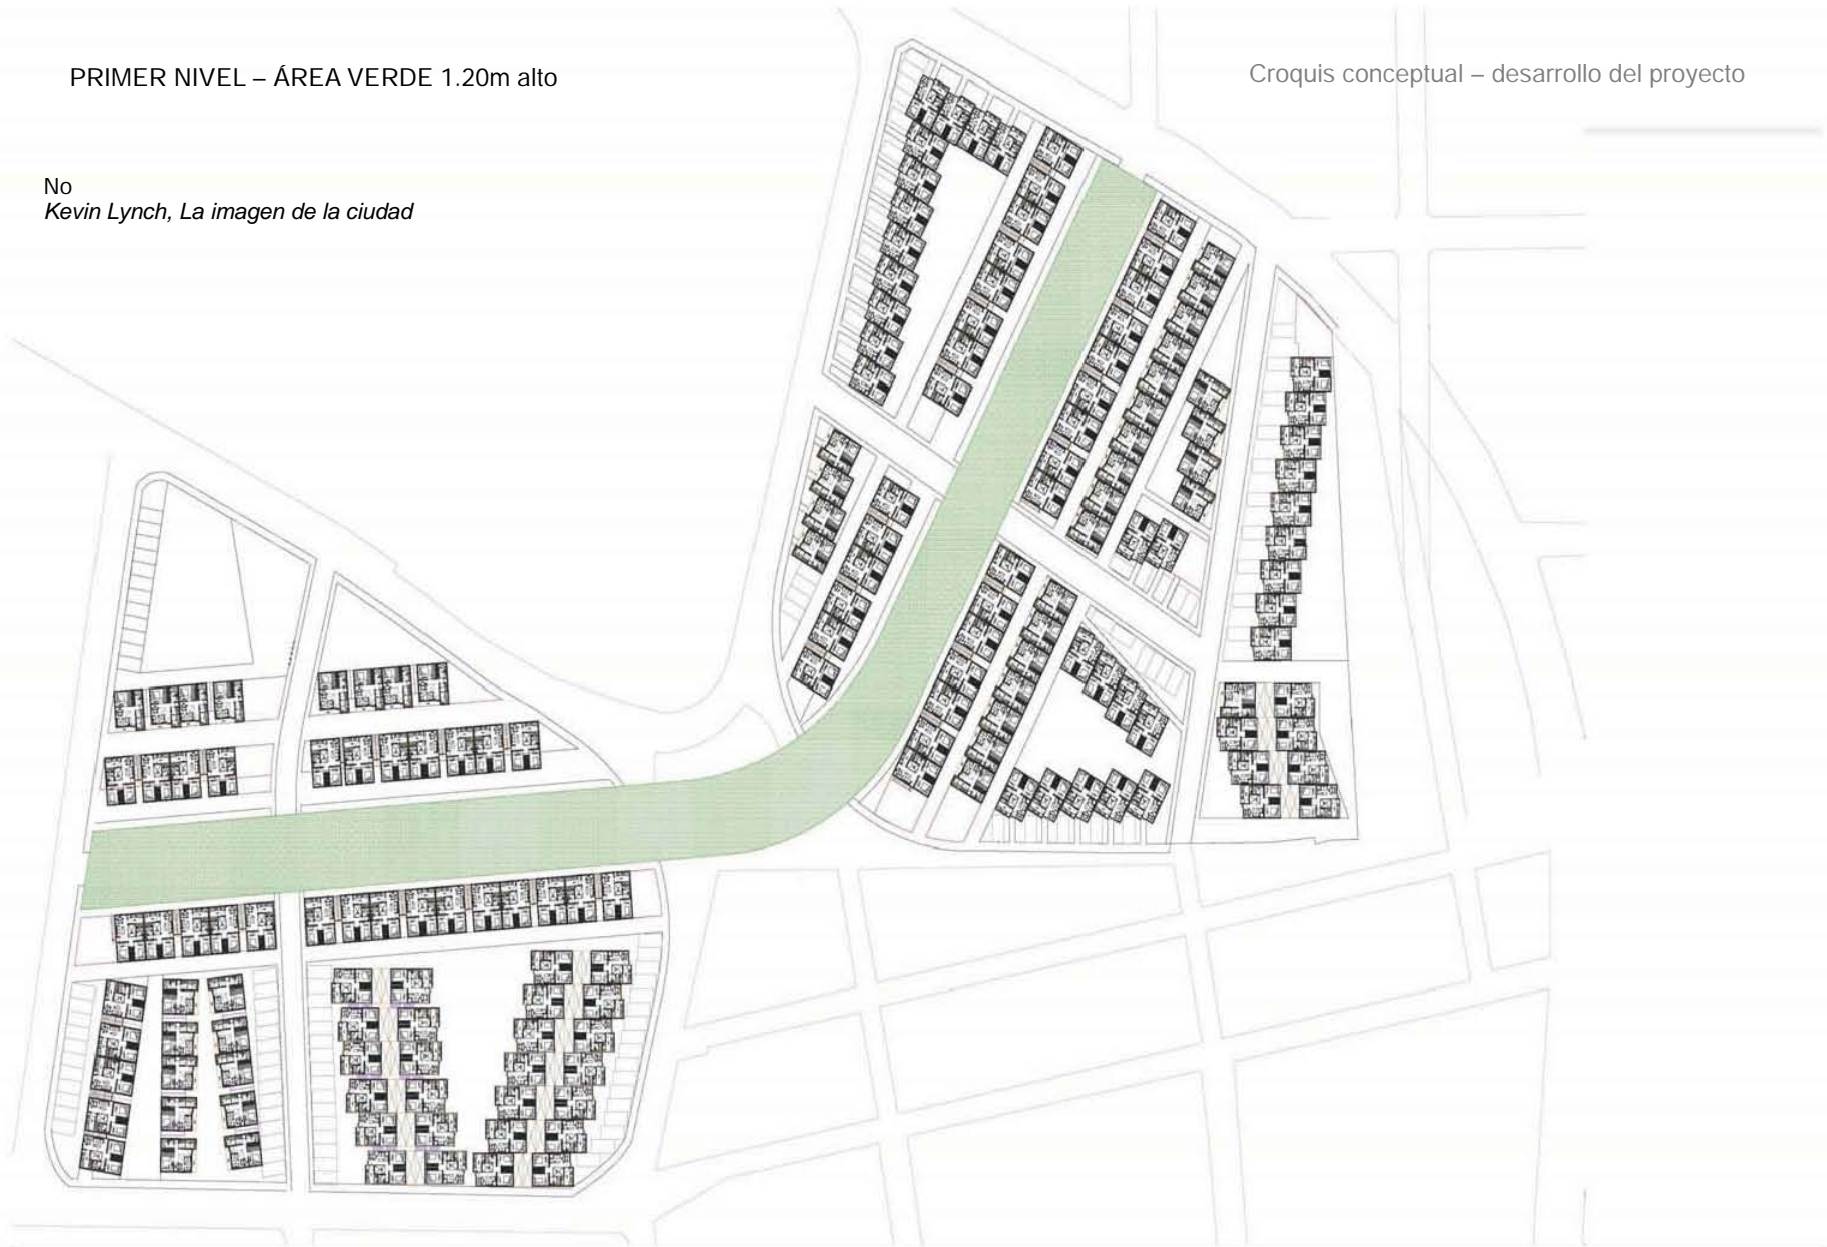 PRIMER NIVEL – ÁREA VERDE 1.20m alto
Croquis conceptual – desarrollo del proyecto
No
Kevin Lynch, La imagen de la ciudad